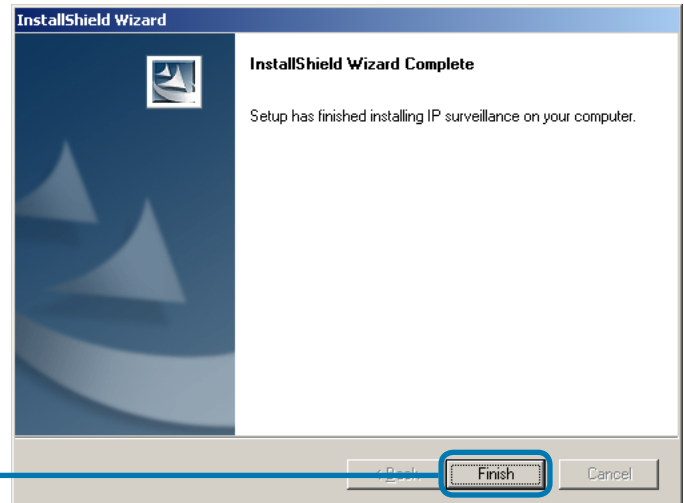 InstallShield Wizard
InstallShield Wizard Complete
Setup has finished installing IP surveillance on your computer.
< Back
Finish
Cancel